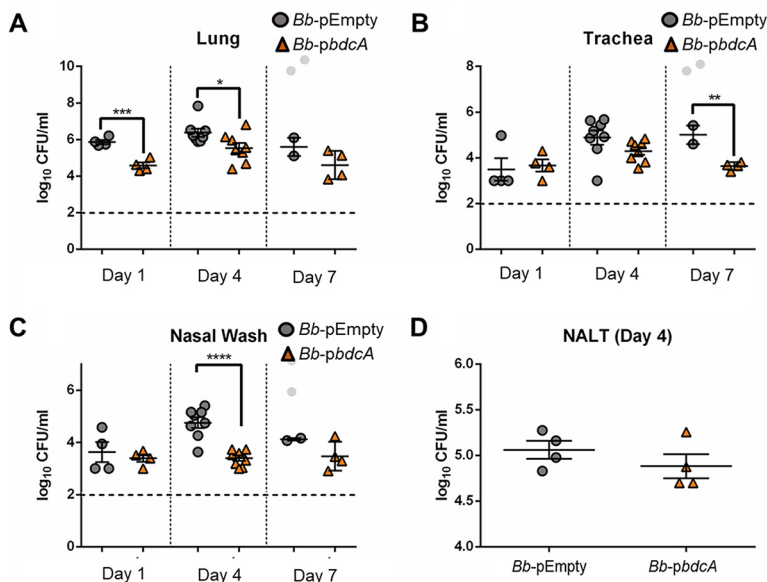 A
Lung
Bb-pEmpty
Bb-pbdcA
log10 CFU/ml
10
8
6
4
2
0
***
*
Day 1
Day 4
Day 7
B
Trachea
Bb-pEmpty
Bb-pbdcA
log10 CFU/ml
8
6
4
2
0
**
Day 1
Day 4
Day 7
C
Nasal Wash
Bb-pEmpty
Bb-pbdcA
log10 CFU/ml
6
4
2
0
****
Day 1
Day 4
Day 7
D
NALT (Day 4)
log10 CFU/ml
6.0
5.5
5.0
4.5
4.0
Bb-pEmpty
Bb-pbdcA